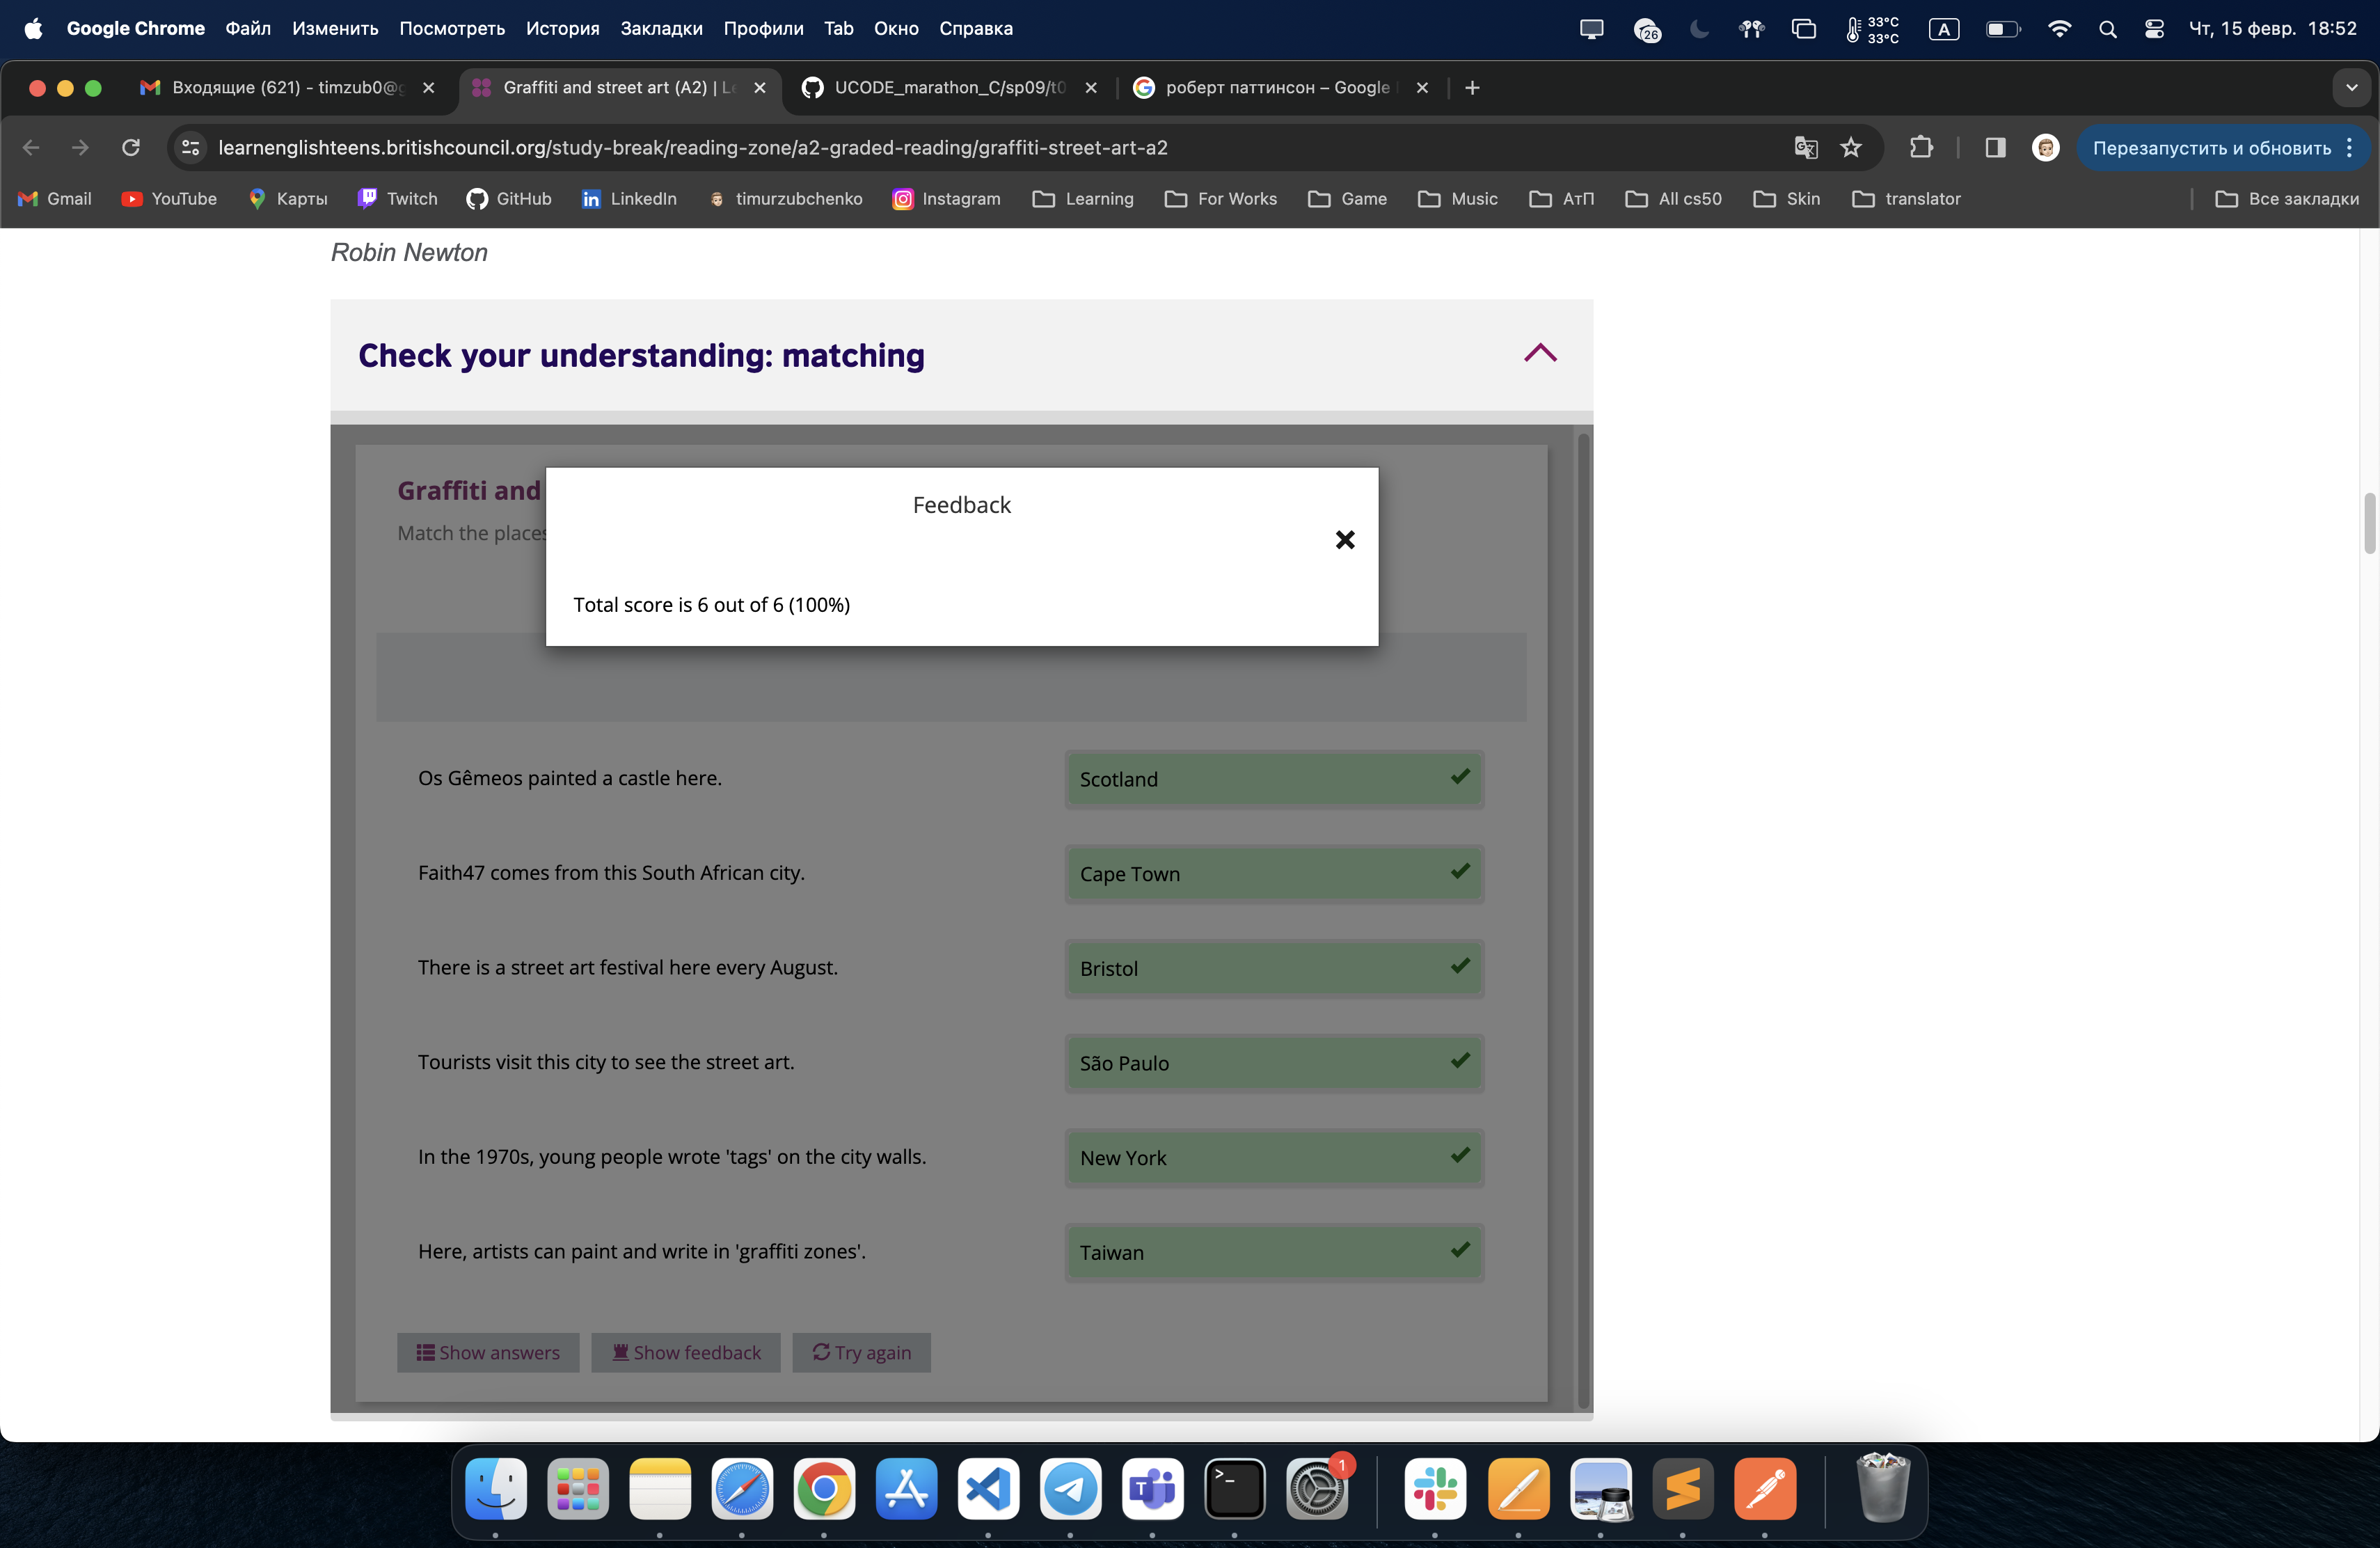 Google Chrome Файл Изменить Посмотреть История Закладки Профили Tab Окно Справка 26 33°C 33°C A Чт, 15 февр. 18:52
Входящие (621) - timzub0@ Graffiti and street art (A2) | Le UCODE_marathon_C/sp09/t0 роберт паттинсон – Google
learnenglishteens.britishcouncil.org/study-break/reading-zone/a2-graded-reading/graffiti-street-art-a2 Перезапустить и обновить
Gmail YouTube Карты Twitch GitHub LinkedIn timurzubchenko Instagram Learning For Works Game Music АтП All cs50 Skin translator Все закладки
Robin Newton
Check your understanding: matching
Graffiti and
Match the places
Feedback
Total score is 6 out of 6 (100%)
Os Gêmeos painted a castle here. Scotland
Faith47 comes from this South African city. Cape Town
There is a street art festival here every August. Bristol
Tourists visit this city to see the street art. São Paulo
In the 1970s, young people wrote 'tags' on the city walls. New York
Here, artists can paint and write in 'graffiti zones'. Taiwan
Show answers Show feedback Try again
1